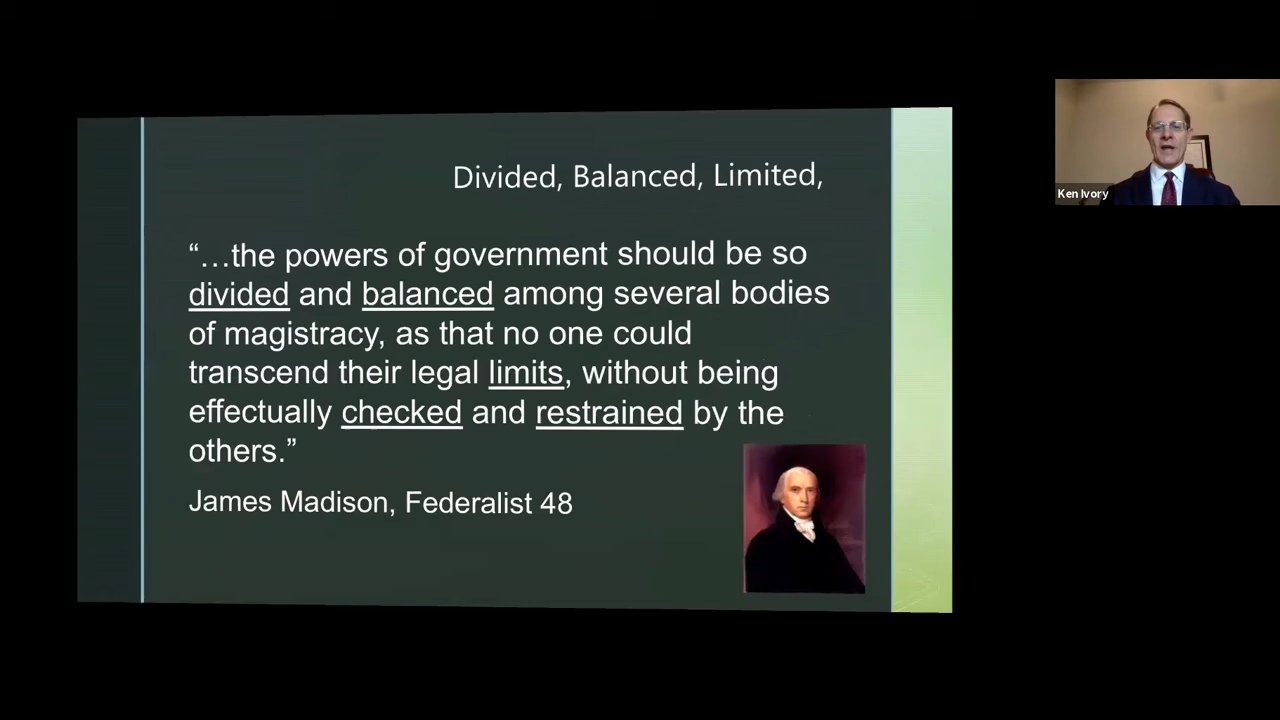 Divided, Balanced, Limited,
“…the powers of government should be so
divided and balanced among several bodies
of magistracy, as that no one could
transcend their legal limits, without being
effectually checked and restrained by the
others.”
James Madison, Federalist 48
Ken Ivory